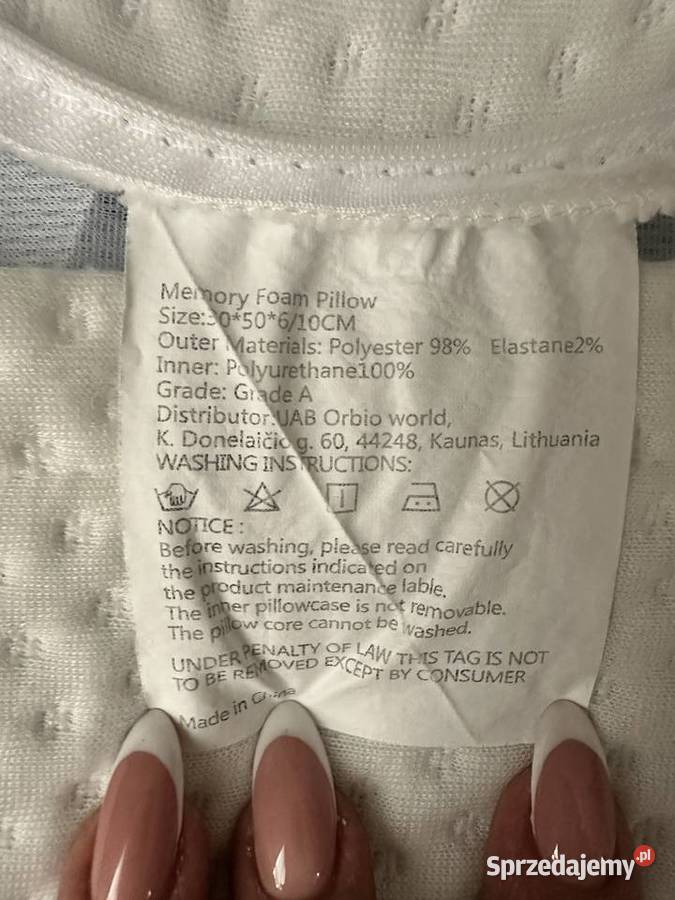 Memory Foam Pillow
Size:30*50*6/10CM
Outer Materials: Polyester 98% Elastane2%
Inner: Polyurethane100%
Grade: Grade A
Distributor:UAB Orbio world,
K. Donelaičio g. 60, 44248, Kaunas, Lithuania
WASHING INSTRUCTIONS:
NOTICE:
Before washing, please read carefully
the instructions indicated on
the product maintenance lable.
The inner pillowcase is not removable.
The pillow core cannot be washed.
UNDER PENALTY OF LAW THIS TAG IS NOT
TO BE REMOVED EXCEPT BY CONSUMER
Made in China
Sprzedajemy.pl